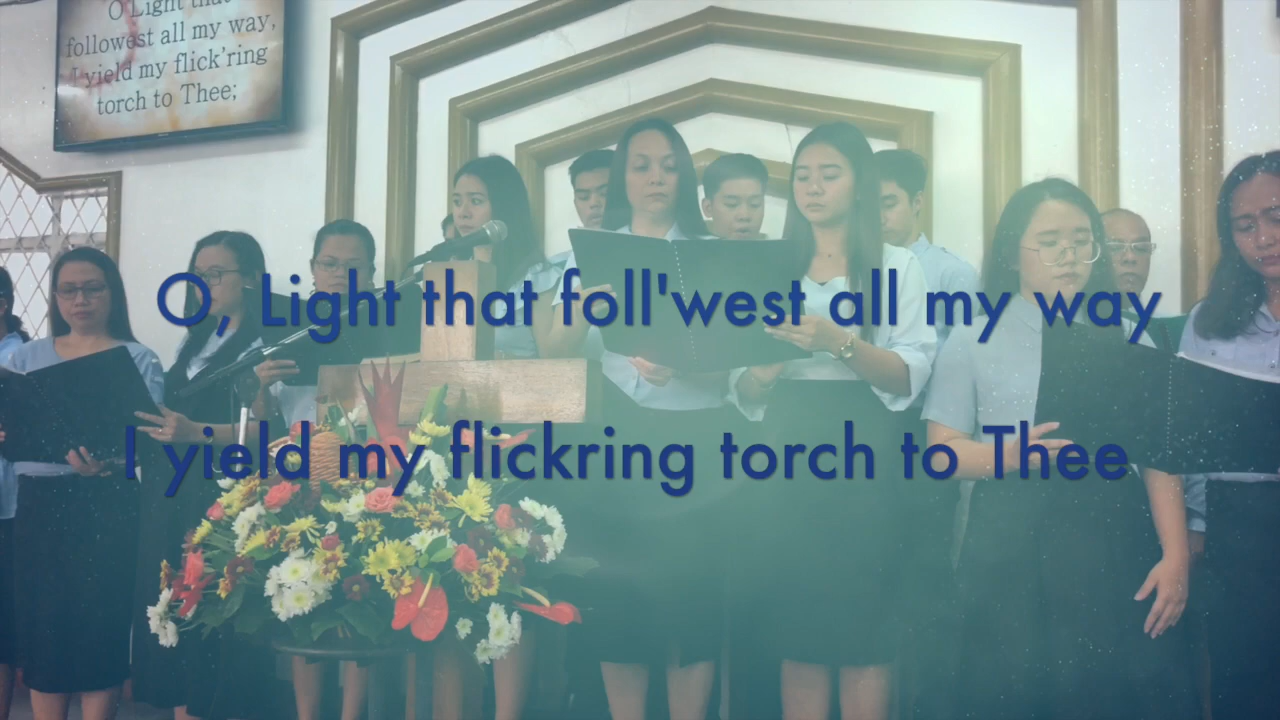 O Light that
followest all my way,
I yield my flick'ring
torch to Thee;
O, Light that foll'west all my way
I yield my flickring torch to Thee